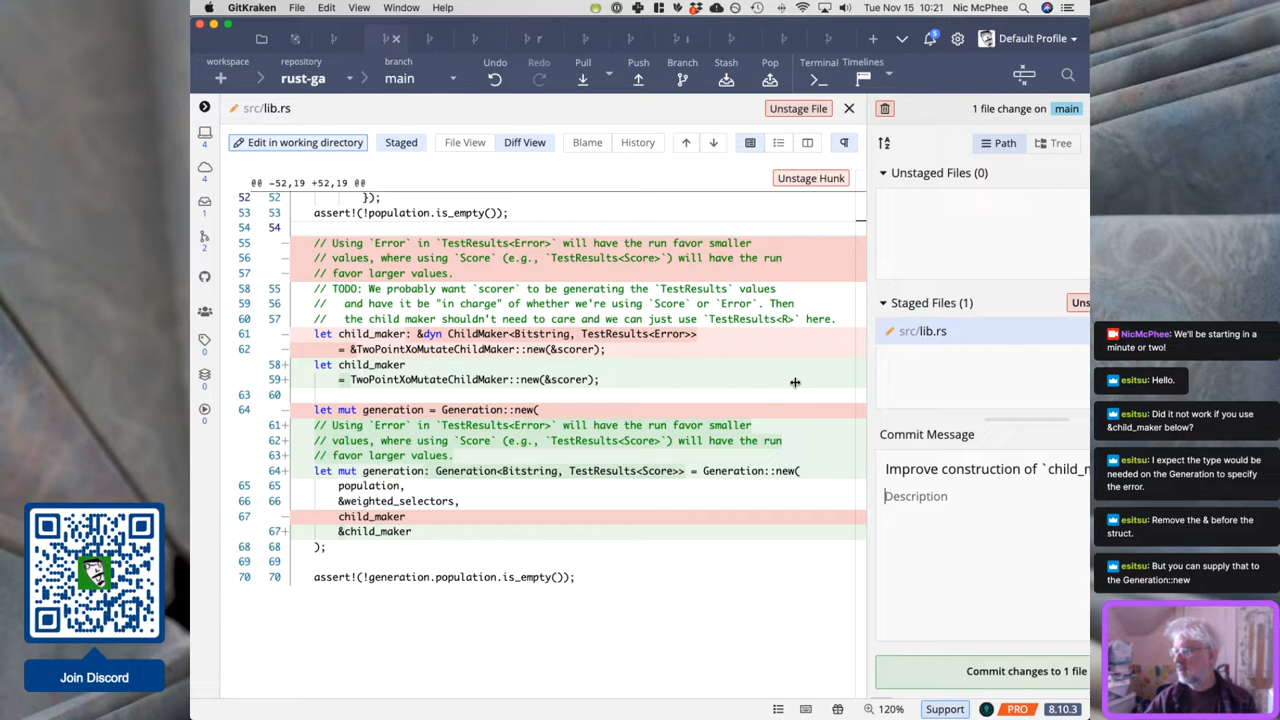 GitKraken File Edit View Window Help
Tue Nov 15 10:21 Nic McPhee
workspace
repository
rust-ga
branch
main
Undo
Redo
Pull
Push
Branch
Stash
Pop
Terminal
Timelines
5
Default Profile
src/lib.rs
Unstage File
1 file change on main
Edit in working directory
Staged
File View
Diff View
Blame
History
Path
Tree
4
4
1
2
0
0
0
@@ -52,19 +52,19 @@
Unstage Hunk
52 52 });
53 53 assert!(!population.is_empty());
54 54
55 — // Using `Error` in `TestResults<Error>` will have the run favor smaller
56 — // values, where using `Score` (e.g., `TestResults<Score>`) will have the run
57 — // favor larger values.
58 55 // TODO: We probably want `scorer` to be generating the `TestResults` values
59 56 //   and have it be "in charge" of whether we're using `Score` or `Error`. Then
60 57 //   the child maker shouldn't need to care and we can just use `TestResults<R>` here.
61 — let child_maker: &dyn ChildMaker<Bitstring, TestResults<Error>>
62 — = &TwoPointXoMutateChildMaker::new(&scorer);
58+ let child_maker
59+ = TwoPointXoMutateChildMaker::new(&scorer);
63 60
64 — let mut generation = Generation::new(
61+ // Using `Error` in `TestResults<Error>` will have the run favor smaller
62+ // values, where using `Score` (e.g., `TestResults<Score>`) will have the run
63+ // favor larger values.
64+ let mut generation: Generation<Bitstring, TestResults<Score>> = Generation::new(
65 65 population,
66 66 &weighted_selectors,
67 — child_maker
67+ &child_maker
68 68 );
69 69
70 70 assert!(!generation.population.is_empty());
Unstaged Files (0)
Staged Files (1)
Uns
src/lib.rs
Commit Message
Improve construction of `child_m
Description
Commit changes to 1 file
120%
Support
PRO
8.10.3
Join Discord
NicMcPhee: We'll be starting in a
minute or two!
esitsu: Hello.
esitsu: Did it not work if you use
&child_maker below?
esitsu: I expect the type would be
needed on the Generation to specify
the error.
esitsu: Remove the & before the
struct.
esitsu: But you can supply that to
the Generation::new